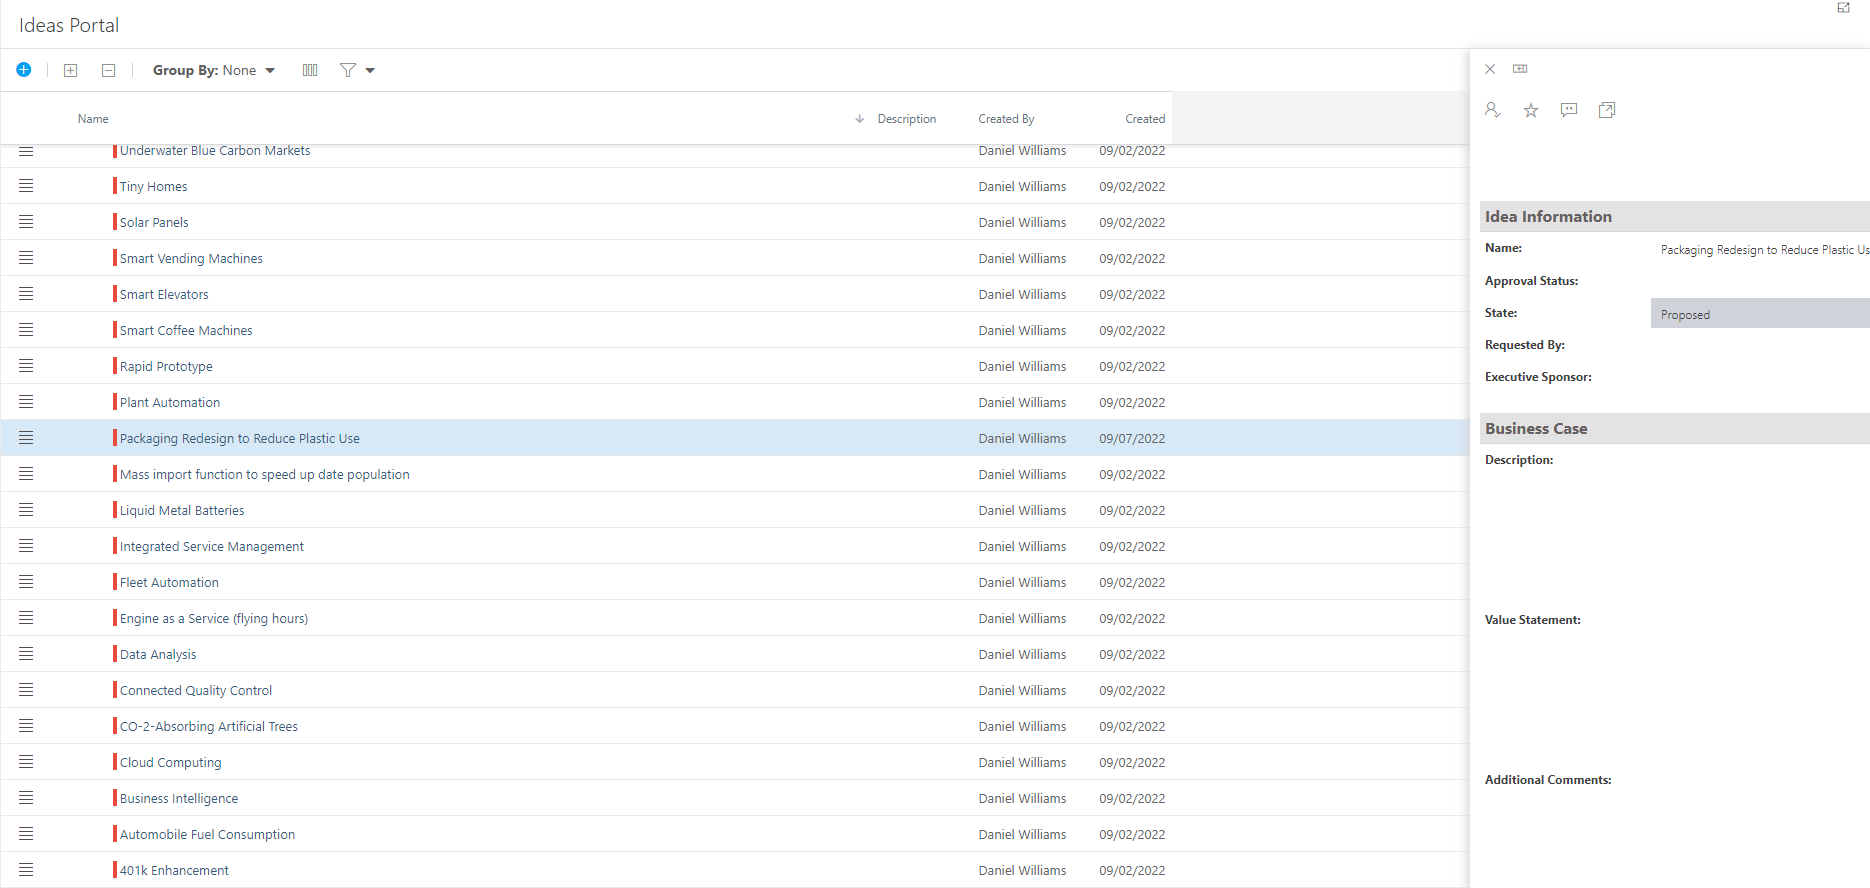 Ideas Portal
Group By: None
Name Description Created By Created
Underwater Blue Carbon Markets Daniel Williams 09/02/2022
Tiny Homes Daniel Williams 09/02/2022
Solar Panels Daniel Williams 09/02/2022
Smart Vending Machines Daniel Williams 09/02/2022
Smart Elevators Daniel Williams 09/02/2022
Smart Coffee Machines Daniel Williams 09/02/2022
Rapid Prototype Daniel Williams 09/02/2022
Plant Automation Daniel Williams 09/02/2022
Packaging Redesign to Reduce Plastic Use Daniel Williams 09/07/2022
Mass import function to speed up date population Daniel Williams 09/02/2022
Liquid Metal Batteries Daniel Williams 09/02/2022
Integrated Service Management Daniel Williams 09/02/2022
Fleet Automation Daniel Williams 09/02/2022
Engine as a Service (flying hours) Daniel Williams 09/02/2022
Data Analysis Daniel Williams 09/02/2022
Connected Quality Control Daniel Williams 09/02/2022
CO-2-Absorbing Artificial Trees Daniel Williams 09/02/2022
Cloud Computing Daniel Williams 09/02/2022
Business Intelligence Daniel Williams 09/02/2022
Automobile Fuel Consumption Daniel Williams 09/02/2022
401k Enhancement Daniel Williams 09/02/2022
Idea Information
Name: Packaging Redesign to Reduce Plastic Us
Approval Status:
State: Proposed
Requested By:
Executive Sponsor:
Business Case
Description:
Value Statement:
Additional Comments: